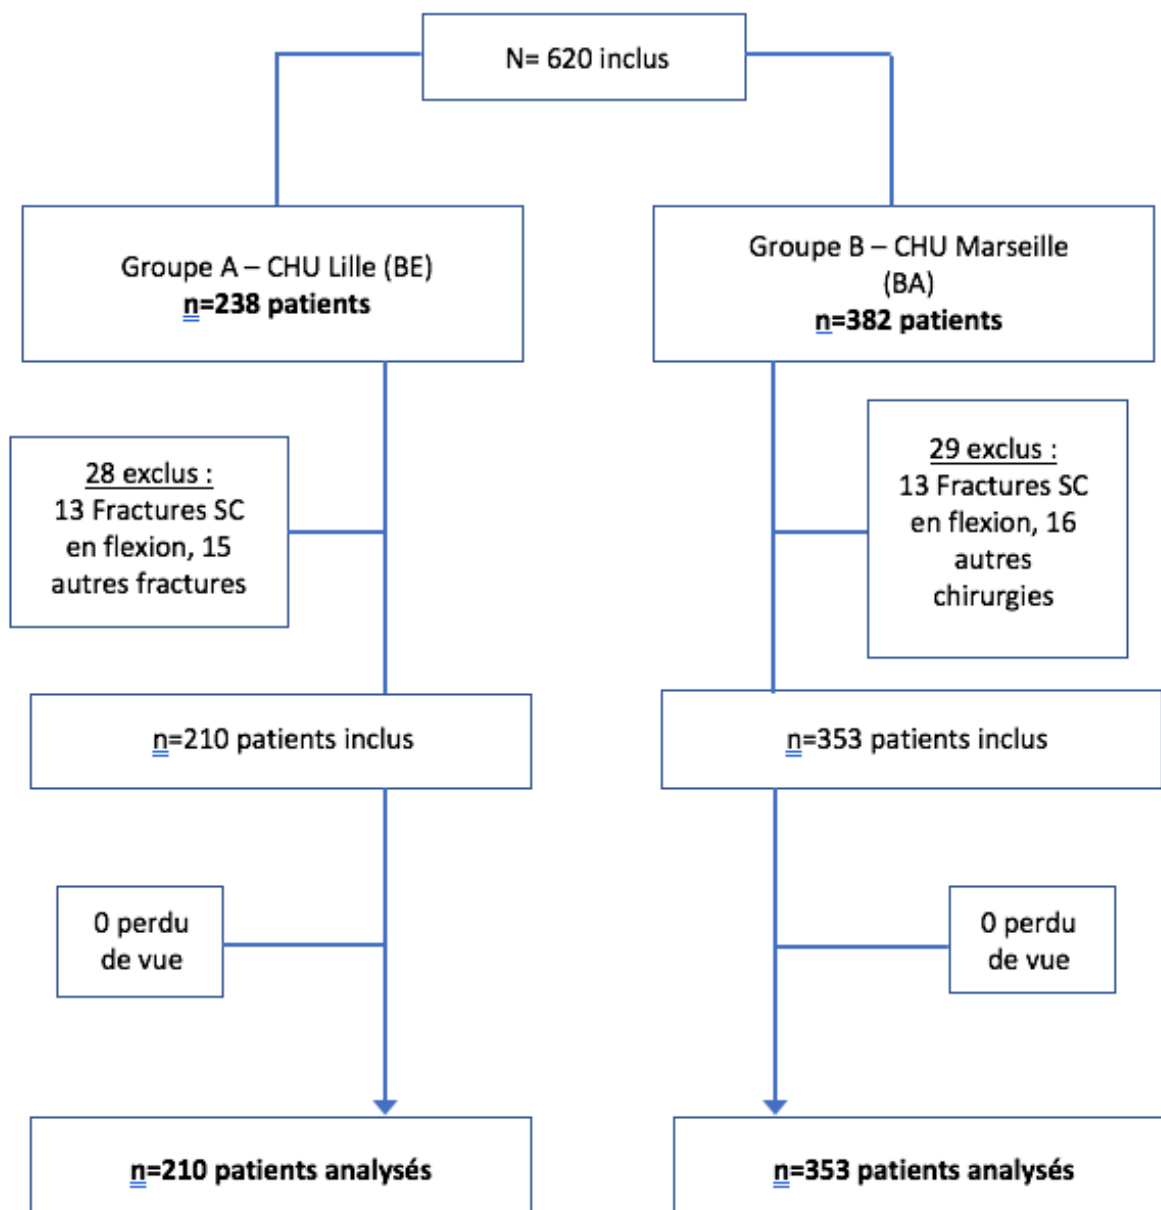 N= 620 inclus
Groupe A – CHU Lille (BE)
n=238 patients
Groupe B – CHU Marseille
(BA)
n=382 patients
28 exclus :
13 Fractures SC
en flexion, 15
autres fractures
29 exclus :
13 Fractures SC
en flexion, 16
autres
chirurgies
n=210 patients inclus
n=353 patients inclus
0 perdu
de vue
0 perdu
de vue
n=210 patients analysés
n=353 patients analysés